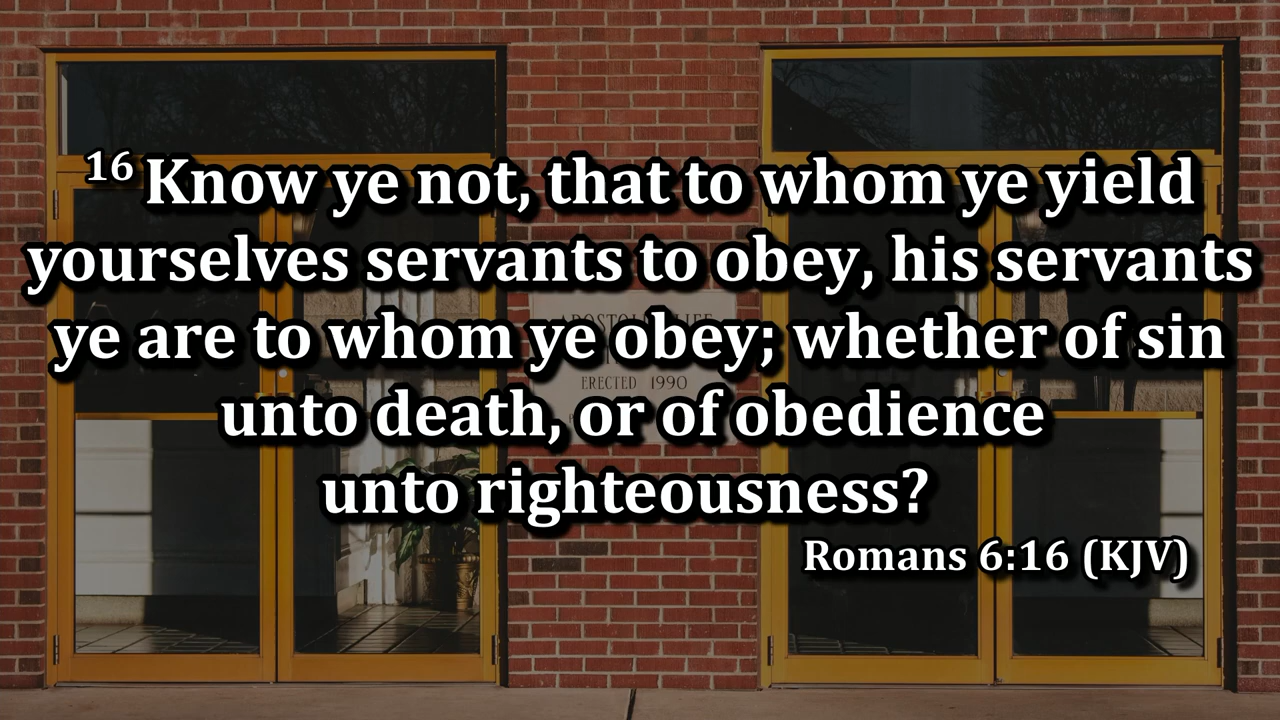 16 Know ye not, that to whom ye yield
yourselves servants to obey, his servants
ye are to whom ye obey; whether of sin
unto death, or of obedience
unto righteousness?
Romans 6:16 (KJV)
LIFE
ERECTED 1990